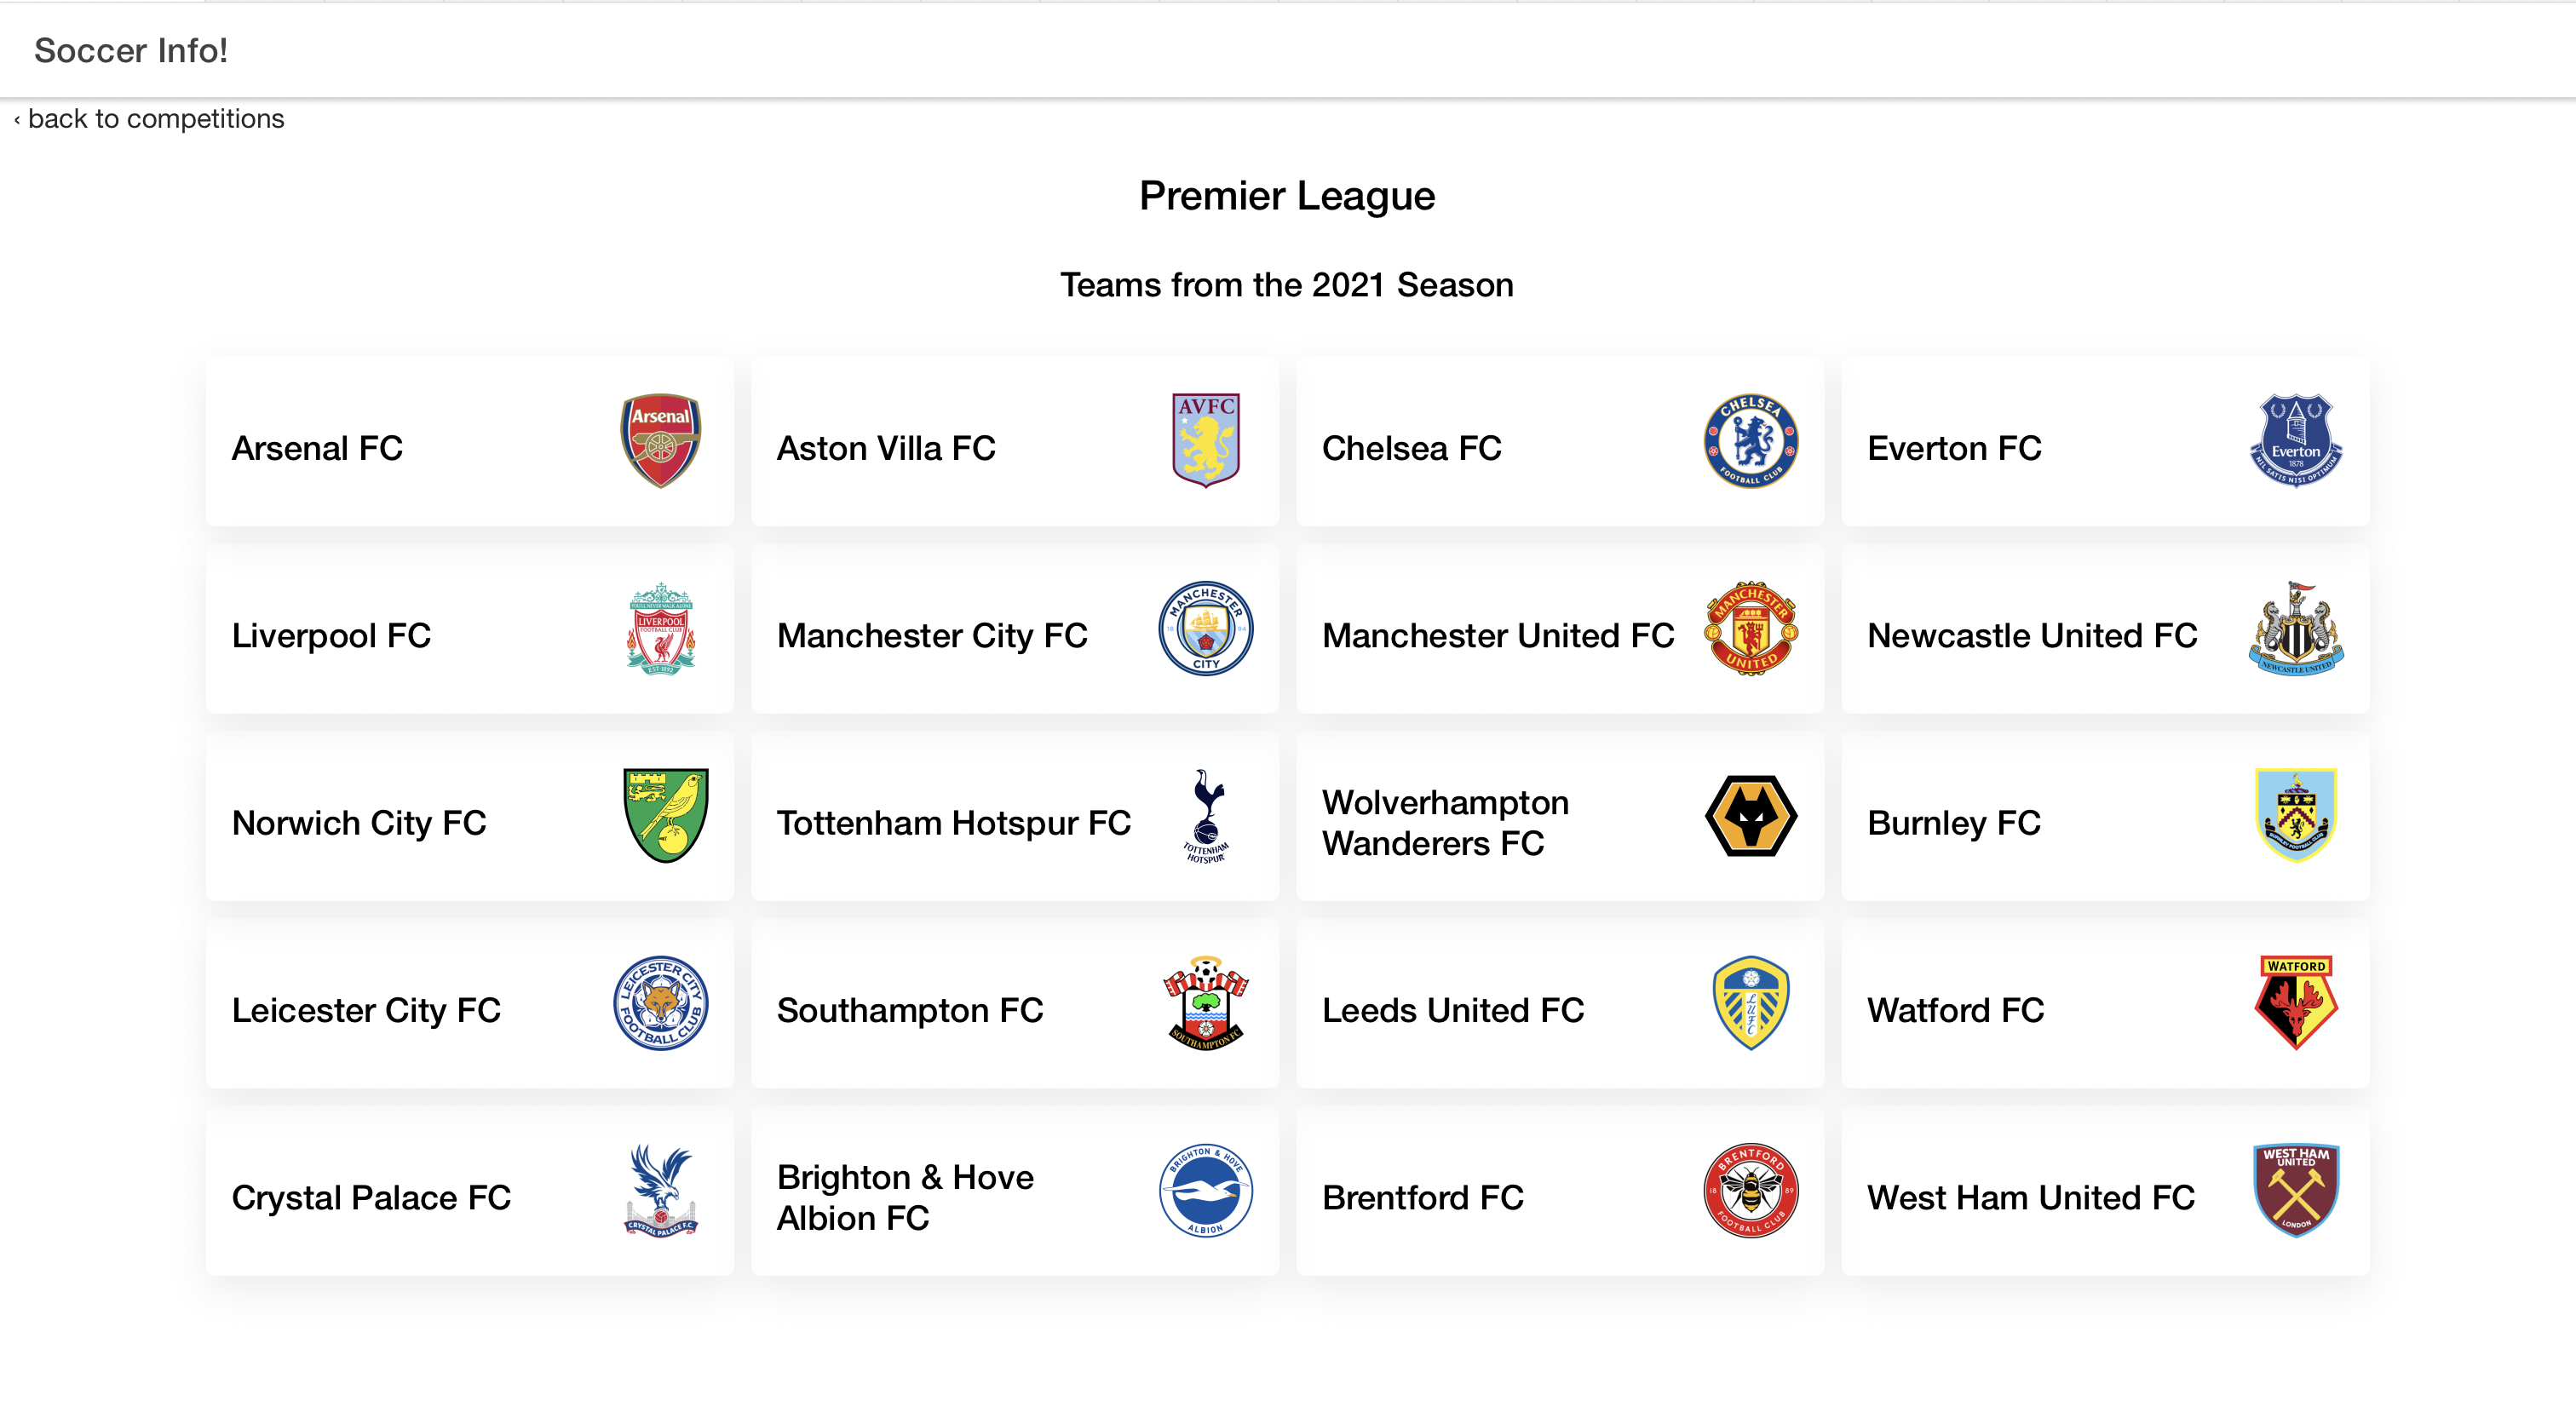 Soccer Info!
‹ back to competitions
Premier League
Teams from the 2021 Season
Arsenal FC
Arsenal
Aston Villa FC
AVFC
Chelsea FC
CHELSEA
FOOTBALL CLUB
Everton FC
Everton
1878
NIL SATIS NISI OPTIMUM
Liverpool FC
YOU'LL NEVER WALK ALONE
LIVERPOOL
FOOTBALL CLUB
EST 1892
Manchester City FC
MANCHESTER
18 94
CITY
Manchester United FC
MANCHESTER
UNITED
Newcastle United FC
NEWCASTLE UNITED
Norwich City FC
Tottenham Hotspur FC
TOTTENHAM
HOTSPUR
Wolverhampton
Wanderers FC
Burnley FC
BURNLEY FOOTBALL CLUB
Leicester City FC
LEICESTER CITY
FOOTBALL CLUB
Southampton FC
SOUTHAMPTON FC
Leeds United FC
LUFC
Watford FC
WATFORD
Crystal Palace FC
CRYSTAL PALACE F.C.
Brighton & Hove
Albion FC
BRIGHTON & HOVE
ALBION
Brentford FC
BRENTFORD
18 89
FOOTBALL CLUB
West Ham United FC
WEST HAM
UNITED
LONDON